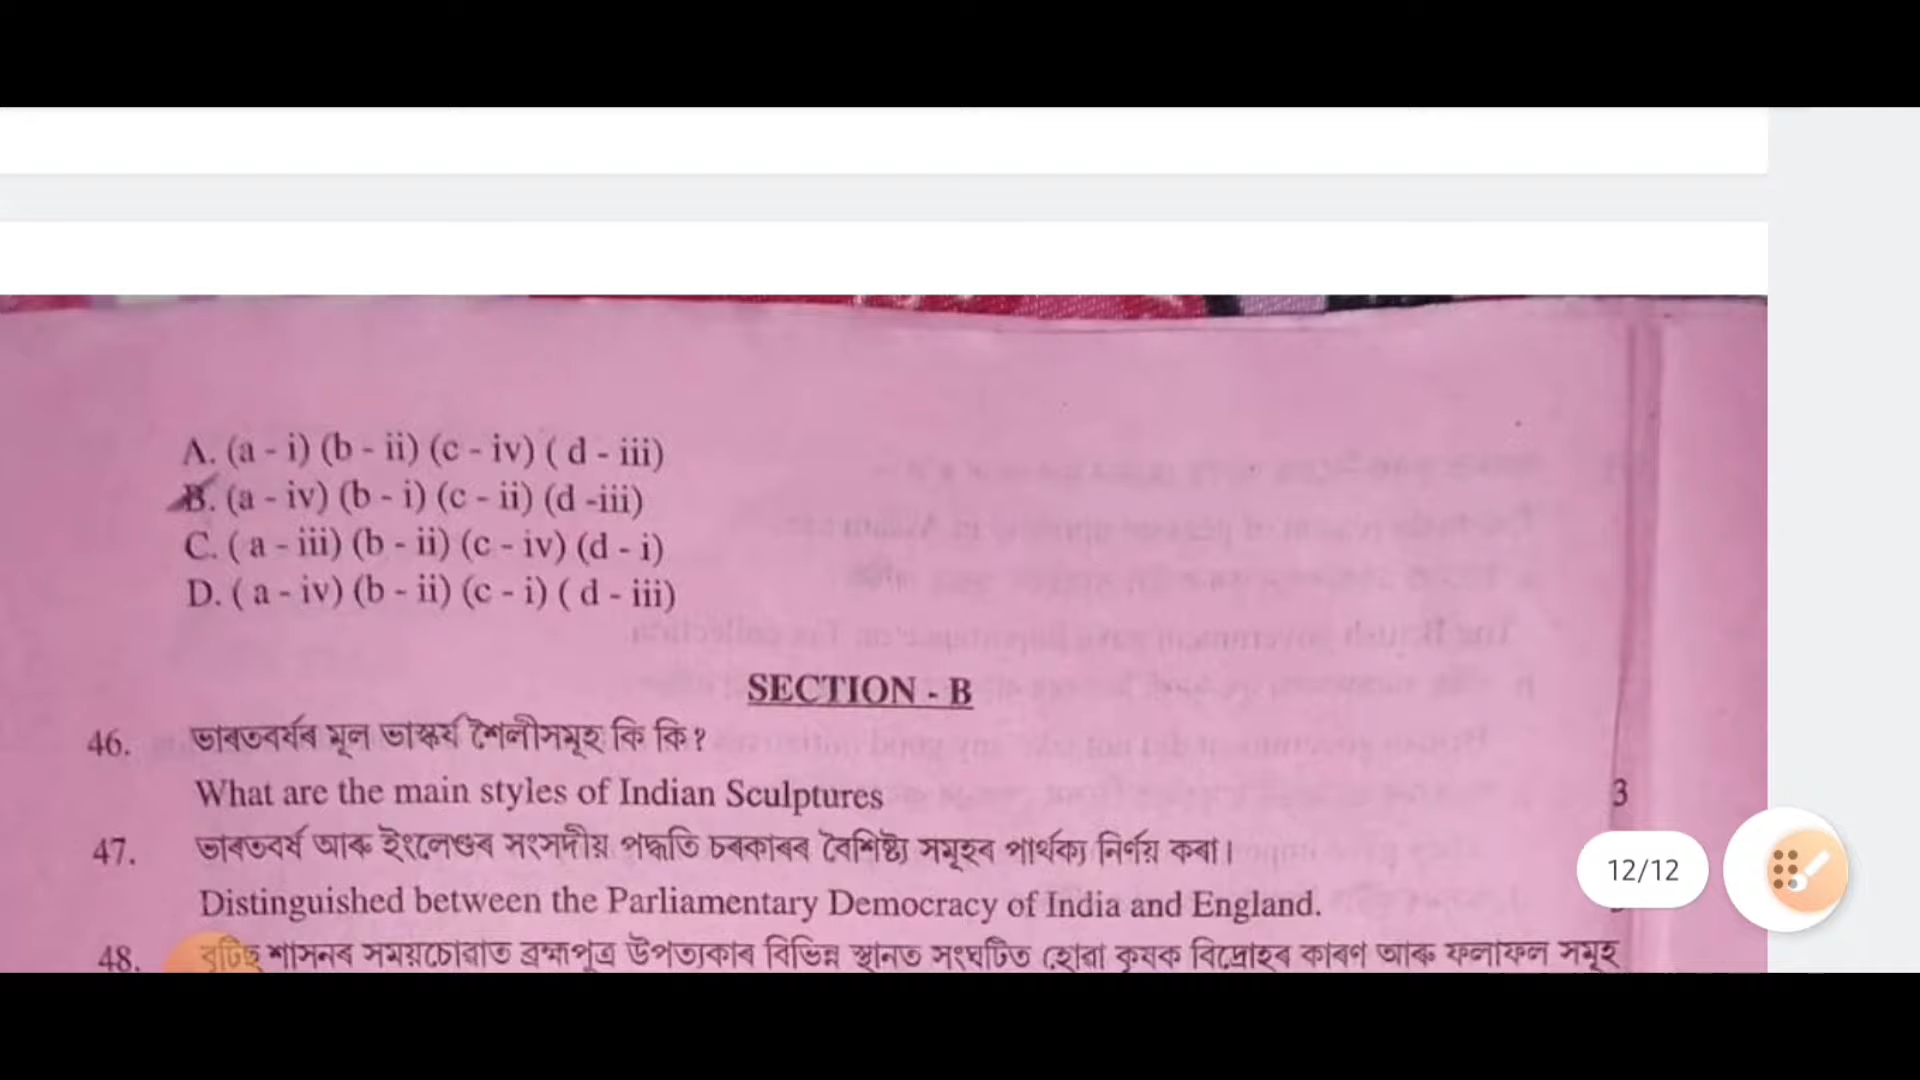 A. (a - i) (b - ii) (c - iv) ( d - iii)
B. (a - iv) (b - i) (c - ii) (d -iii)
C. ( a - iii) (b - ii) (c - iv) (d - i)
D. ( a - iv) (b - ii) (c - i) ( d - iii)
SECTION - B
46. ভাৰতবৰ্ষৰ মূল ভাস্কৰ্য শৈলীসমূহ কি কি?
What are the main styles of Indian Sculptures 3
47. ভাৰতবৰ্ষ আৰু ইংলেণ্ডৰ সংসদীয় পদ্ধতি চৰকাৰৰ বৈশিষ্ট্য সমূহৰ পাৰ্থক্য নিৰ্ণয় কৰা।
Distinguished between the Parliamentary Democracy of India and England.
12/12
48. বৃটিছ শাসনৰ সময়চোৱাত ব্ৰহ্মপুত্ৰ উপত্যকাৰ বিভিন্ন স্থানত সংঘটিত হোৱা কৃষক বিদ্ৰোহৰ কাৰণ আৰু ফলাফল সমূহ